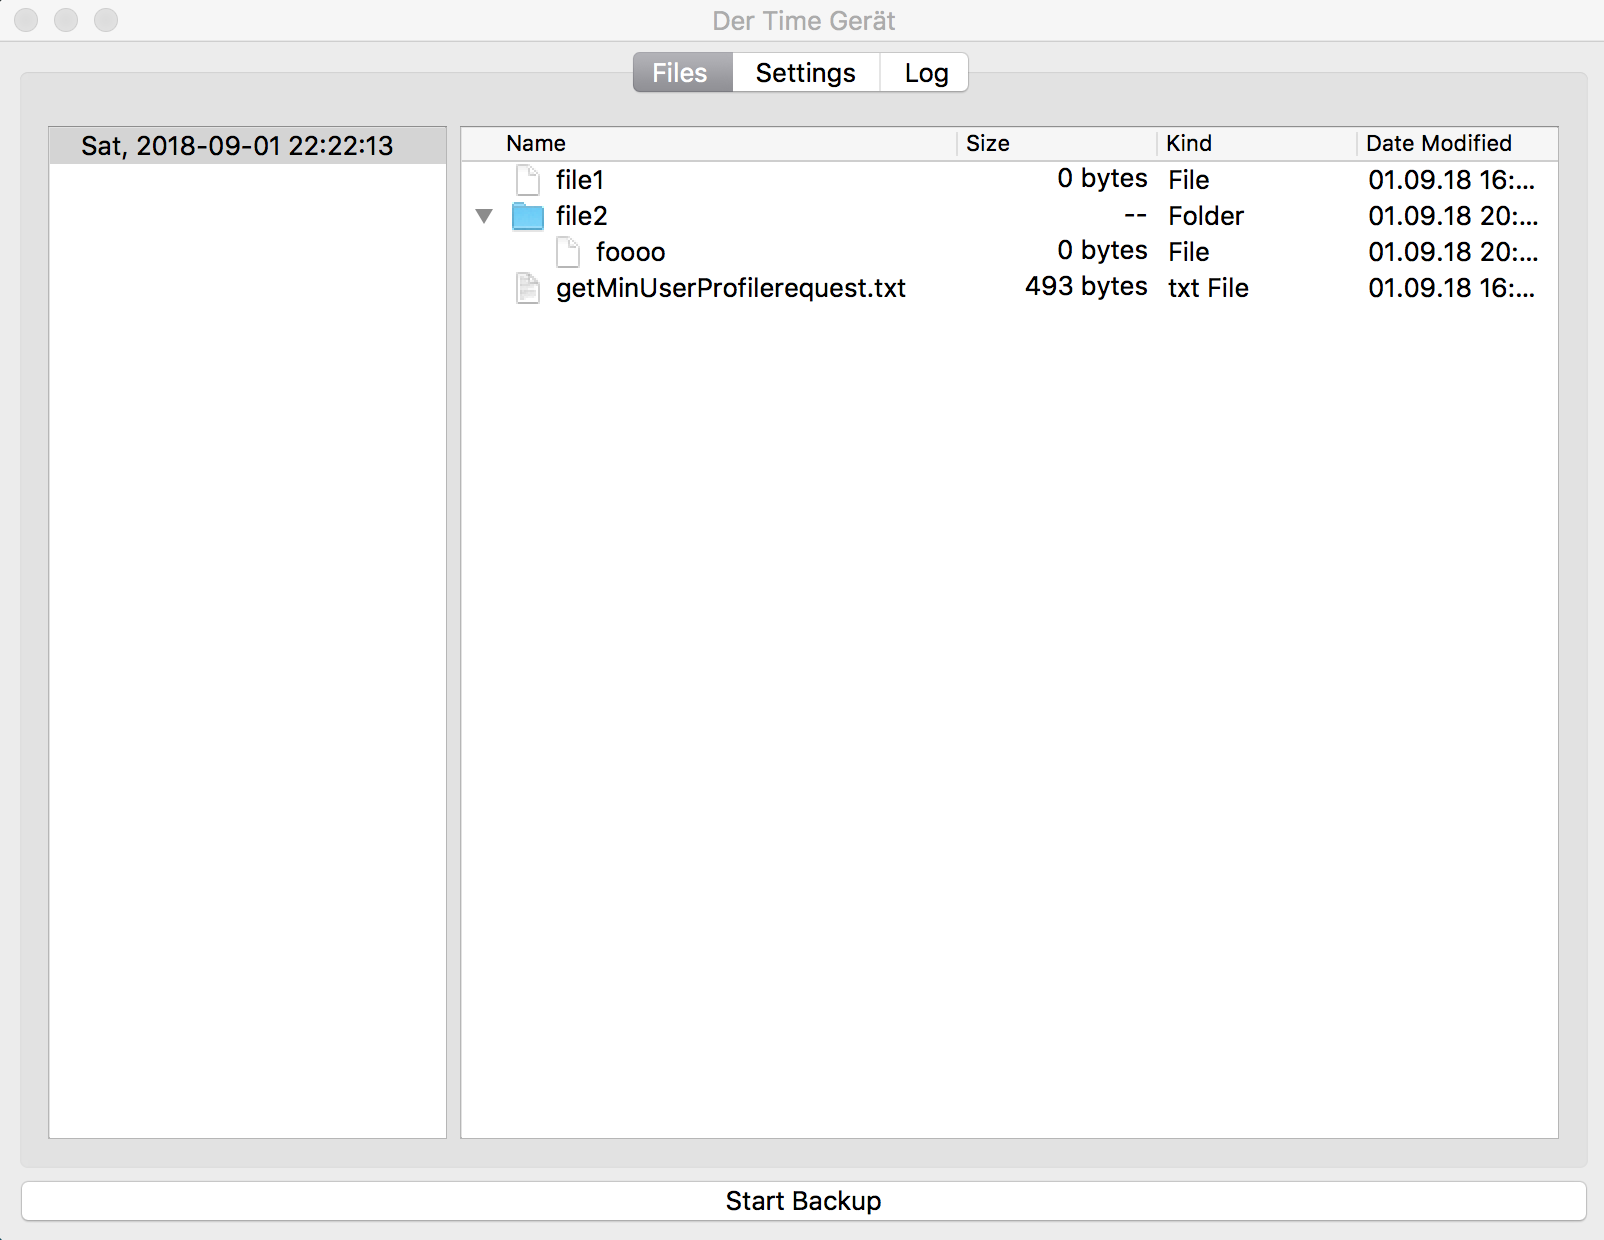 Der Time Gerät
Files Settings Log
Sat, 2018-09-01 22:22:13
Name Size Kind Date Modified
file1 0 bytes File 01.09.18 16:...
file2 -- Folder 01.09.18 20:...
foooo 0 bytes File 01.09.18 20:...
getMinUserProfilerequest.txt 493 bytes txt File 01.09.18 16:...
Start Backup